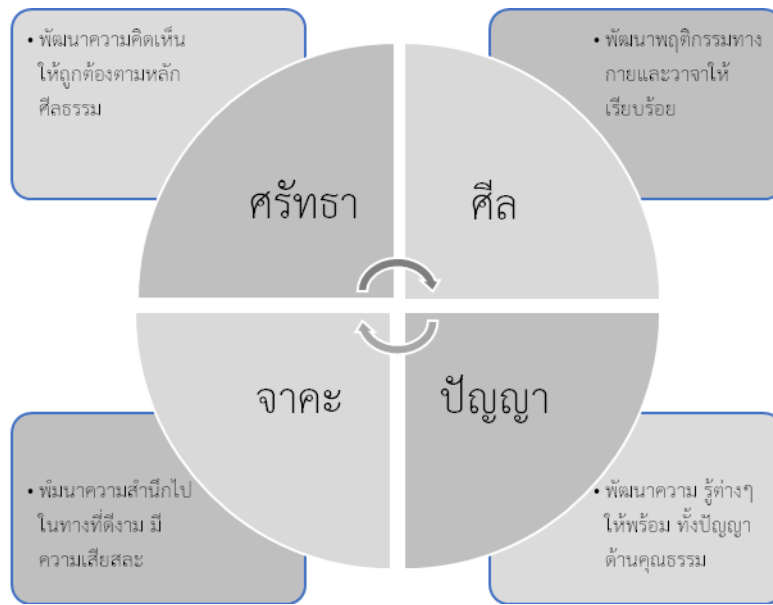 • พัฒนาความคิดเห็น
ให้ถูกต้องตามหลัก
ศีลธรรม
• พัฒนาพฤติกรรมทาง
กายและวาจาให้
เรียบร้อย
ศรัทธา
ศีล
จาคะ
ปัญญา
• พัมนาความสำนึกไป
ในทางที่ดีงาม มี
ความเสียสละ
• พัฒนาความ รู้ต่างๆ
ให้พร้อม ทั้งปัญญา
ด้านคุณธรรม